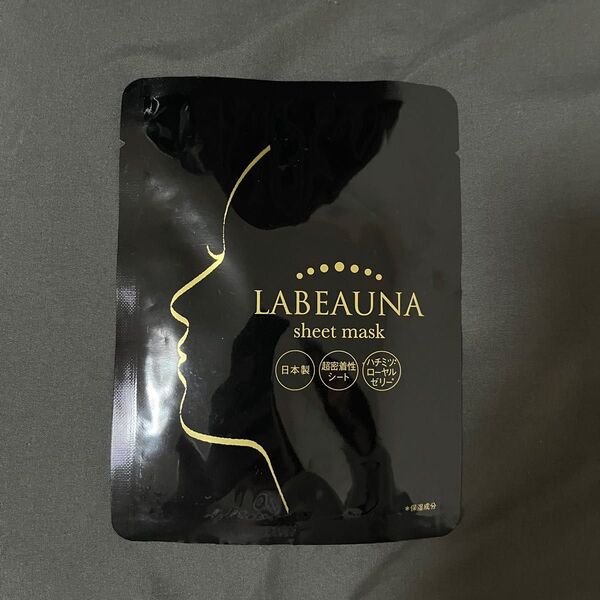 LABEAUNA
sheet mask
日本製
超密着性
シート
ハチミツ・
ローヤル
ゼリー*
*保湿成分